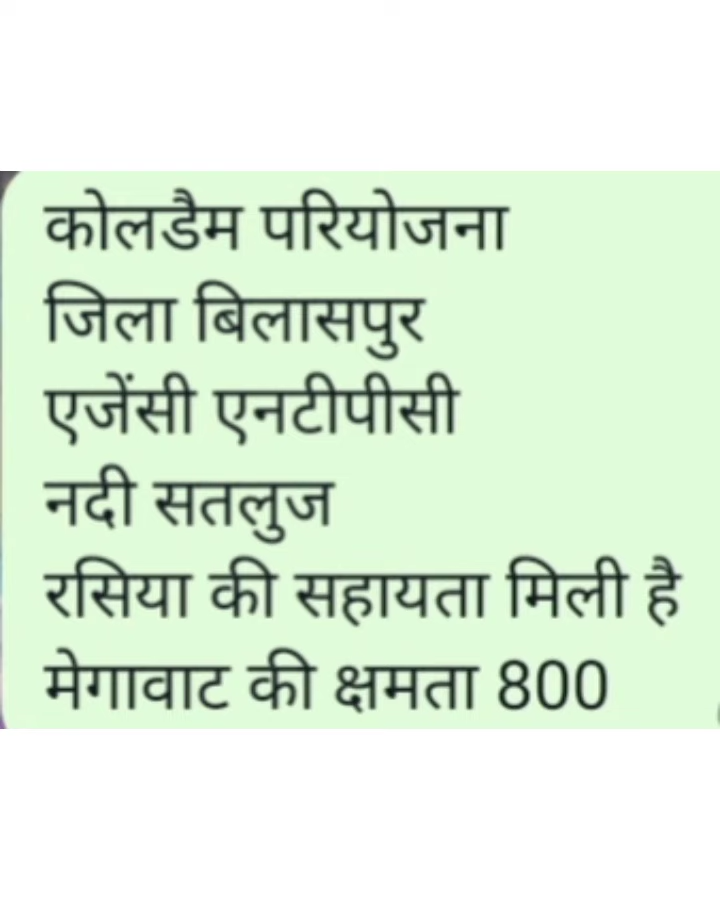 कोलडैम परियोजना
जिला बिलासपुर
एजेंसी एनटीपीसी
नदी सतलुज
रसिया की सहायता मिली है
मेगावाट की क्षमता 800